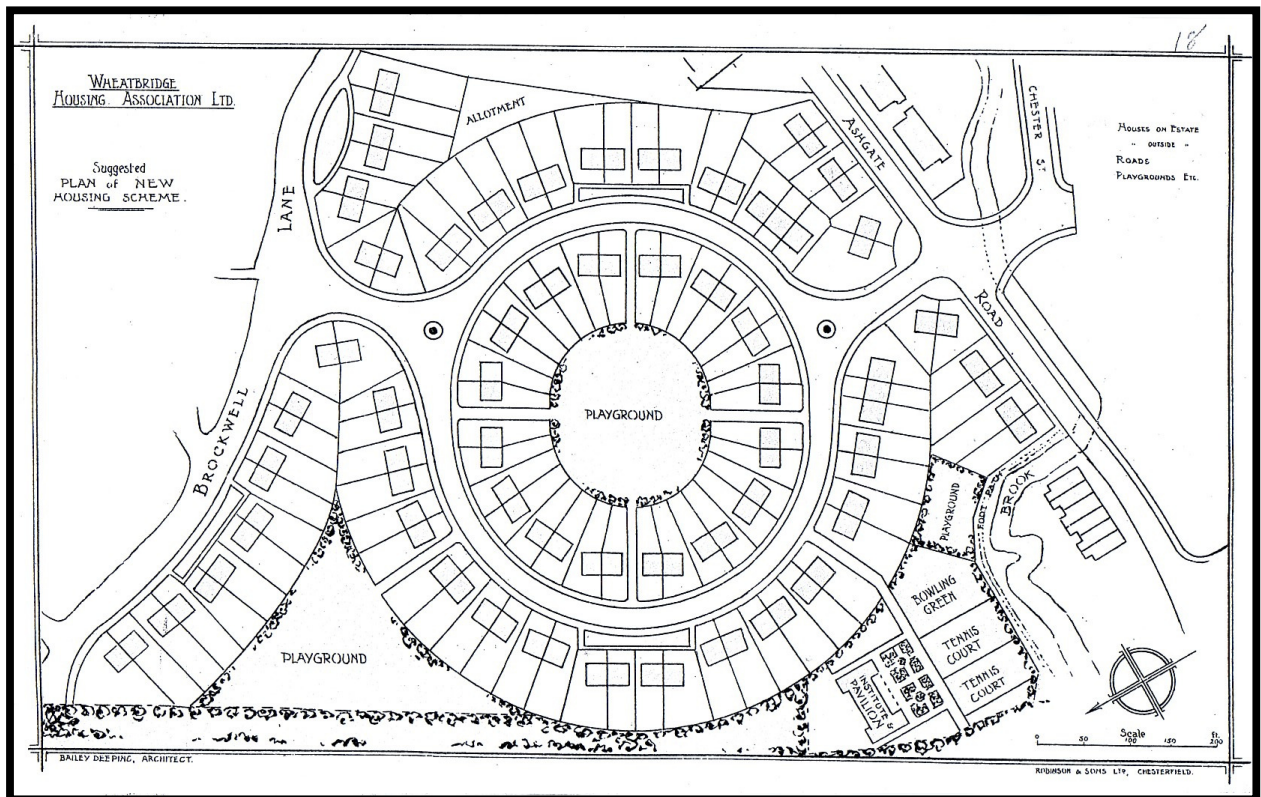 18
WHEATBRIDGE
HOUSING ASSOCIATION LTD.
Suggested
PLAN of NEW
HOUSING SCHEME.
HOUSES ON ESTATE
" OUTSIDE "
ROADS
PLAYGROUNDS ETC.
ALLOTMENT
ASHGATE
ROAD
CHESTER ST.
BROCKWELL
LANE
PLAYGROUND
PLAYGROUND
PLAYGROUND
FOOT PATH
BROOK
BOWLING
GREEN
TENNIS
COURT
TENNIS
COURT
INSTITUTE &
PAVILION
Scale
0 50 100 150 200 ft.
BAILEY DEEPING, ARCHITECT.
ROBINSON & SONS LTD, CHESTERFIELD.